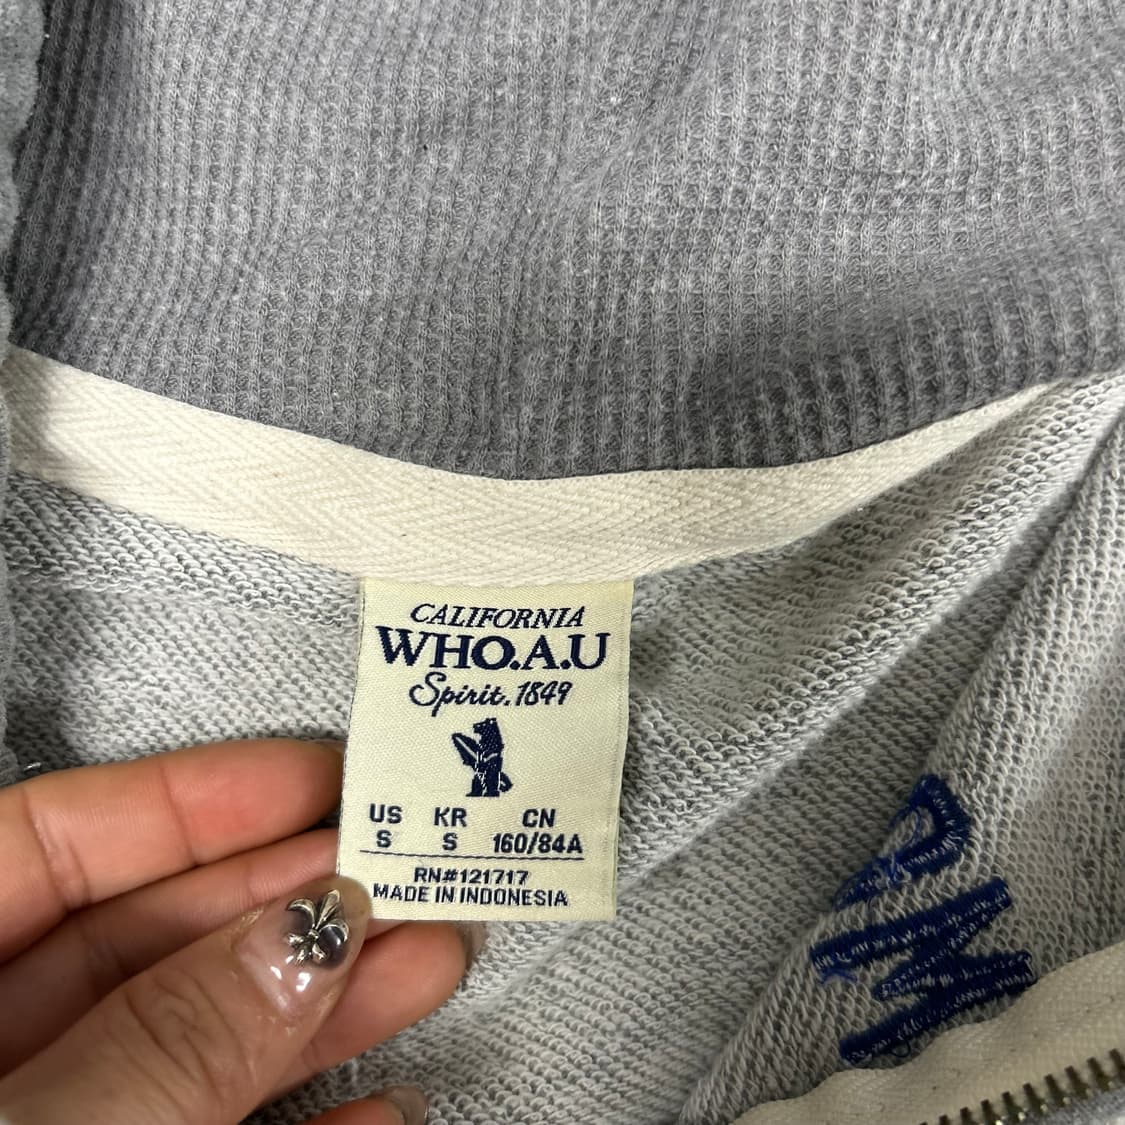 CALIFORNIA
WHO.A.U
Spirit.1849
US KR CN
S S 160/84A
RN#121717
MADE IN INDONESIA